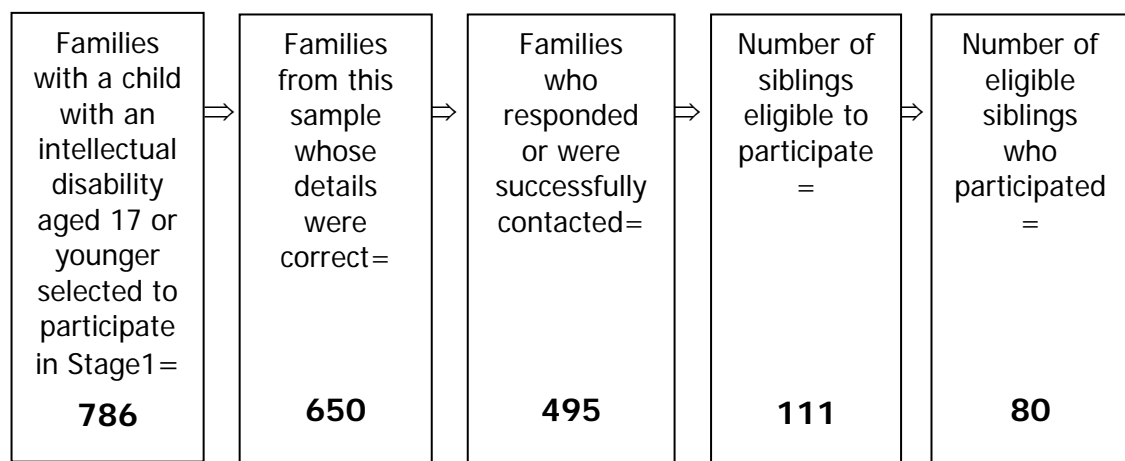 Families
with a child
with an
intellectual
disability
aged 17 or
younger
selected to
participate
in Stage1=
786
⇒
Families
from this
sample
whose
details
were
correct=
650
⇒
Families
who
responded
or were
successfully
contacted=
495
⇒
Number of
siblings
eligible to
participate
=
111
⇒
Number of
eligible
siblings
who
participated
=
80